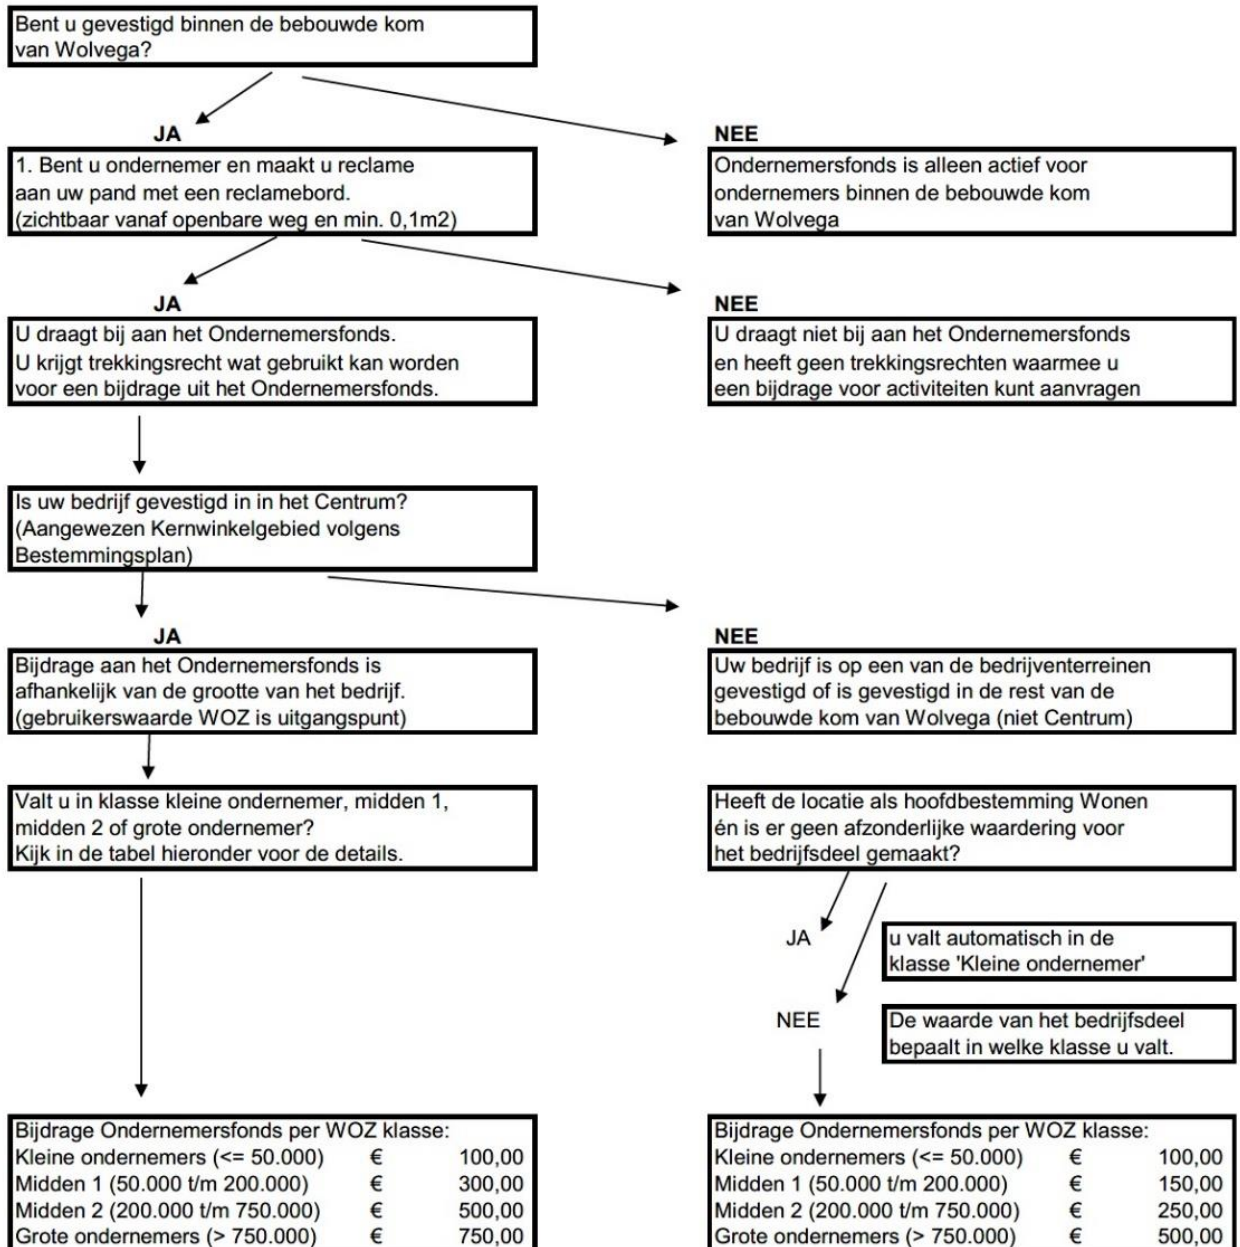 Bent u gevestigd binnen de bebouwde kom
van Wolvega?
JA
NEE
1. Bent u ondernemer en maakt u reclame
aan uw pand met een reclamebord.
(zichtbaar vanaf openbare weg en min. 0,1m2)
Ondernemersfonds is alleen actief voor
ondernemers binnen de bebouwde kom
van Wolvega
JA
NEE
U draagt bij aan het Ondernemersfonds.
U krijgt trekkingsrecht wat gebruikt kan worden
voor een bijdrage uit het Ondernemersfonds.
U draagt niet bij aan het Ondernemersfonds
en heeft geen trekkingsrechten waarmee u
een bijdrage voor activiteiten kunt aanvragen
Is uw bedrijf gevestigd in in het Centrum?
(Aangewezen Kernwinkelgebied volgens
Bestemmingsplan)
JA
NEE
Bijdrage aan het Ondernemersfonds is
afhankelijk van de grootte van het bedrijf.
(gebruikerswaarde WOZ is uitgangspunt)
Uw bedrijf is op een van de bedrijventerreinen
gevestigd of is gevestigd in de rest van de
bebouwde kom van Wolvega (niet Centrum)
Valt u in klasse kleine ondernemer, midden 1,
midden 2 of grote ondernemer?
Kijk in de tabel hieronder voor de details.
Heeft de locatie als hoofdbestemming Wonen
én is er geen afzonderlijke waardering voor
het bedrijfsdeel gemaakt?
JA
u valt automatisch in de
klasse 'Kleine ondernemer'
NEE
De waarde van het bedrijfsdeel
bepaalt in welke klasse u valt.
Bijdrage Ondernemersfonds per WOZ klasse:
Kleine ondernemers (<= 50.000) € 100,00
Midden 1 (50.000 t/m 200.000) € 300,00
Midden 2 (200.000 t/m 750.000) € 500,00
Grote ondernemers (> 750.000) € 750,00
Bijdrage Ondernemersfonds per WOZ klasse:
Kleine ondernemers (<= 50.000) € 100,00
Midden 1 (50.000 t/m 200.000) € 150,00
Midden 2 (200.000 t/m 750.000) € 250,00
Grote ondernemers (> 750.000) € 500,00